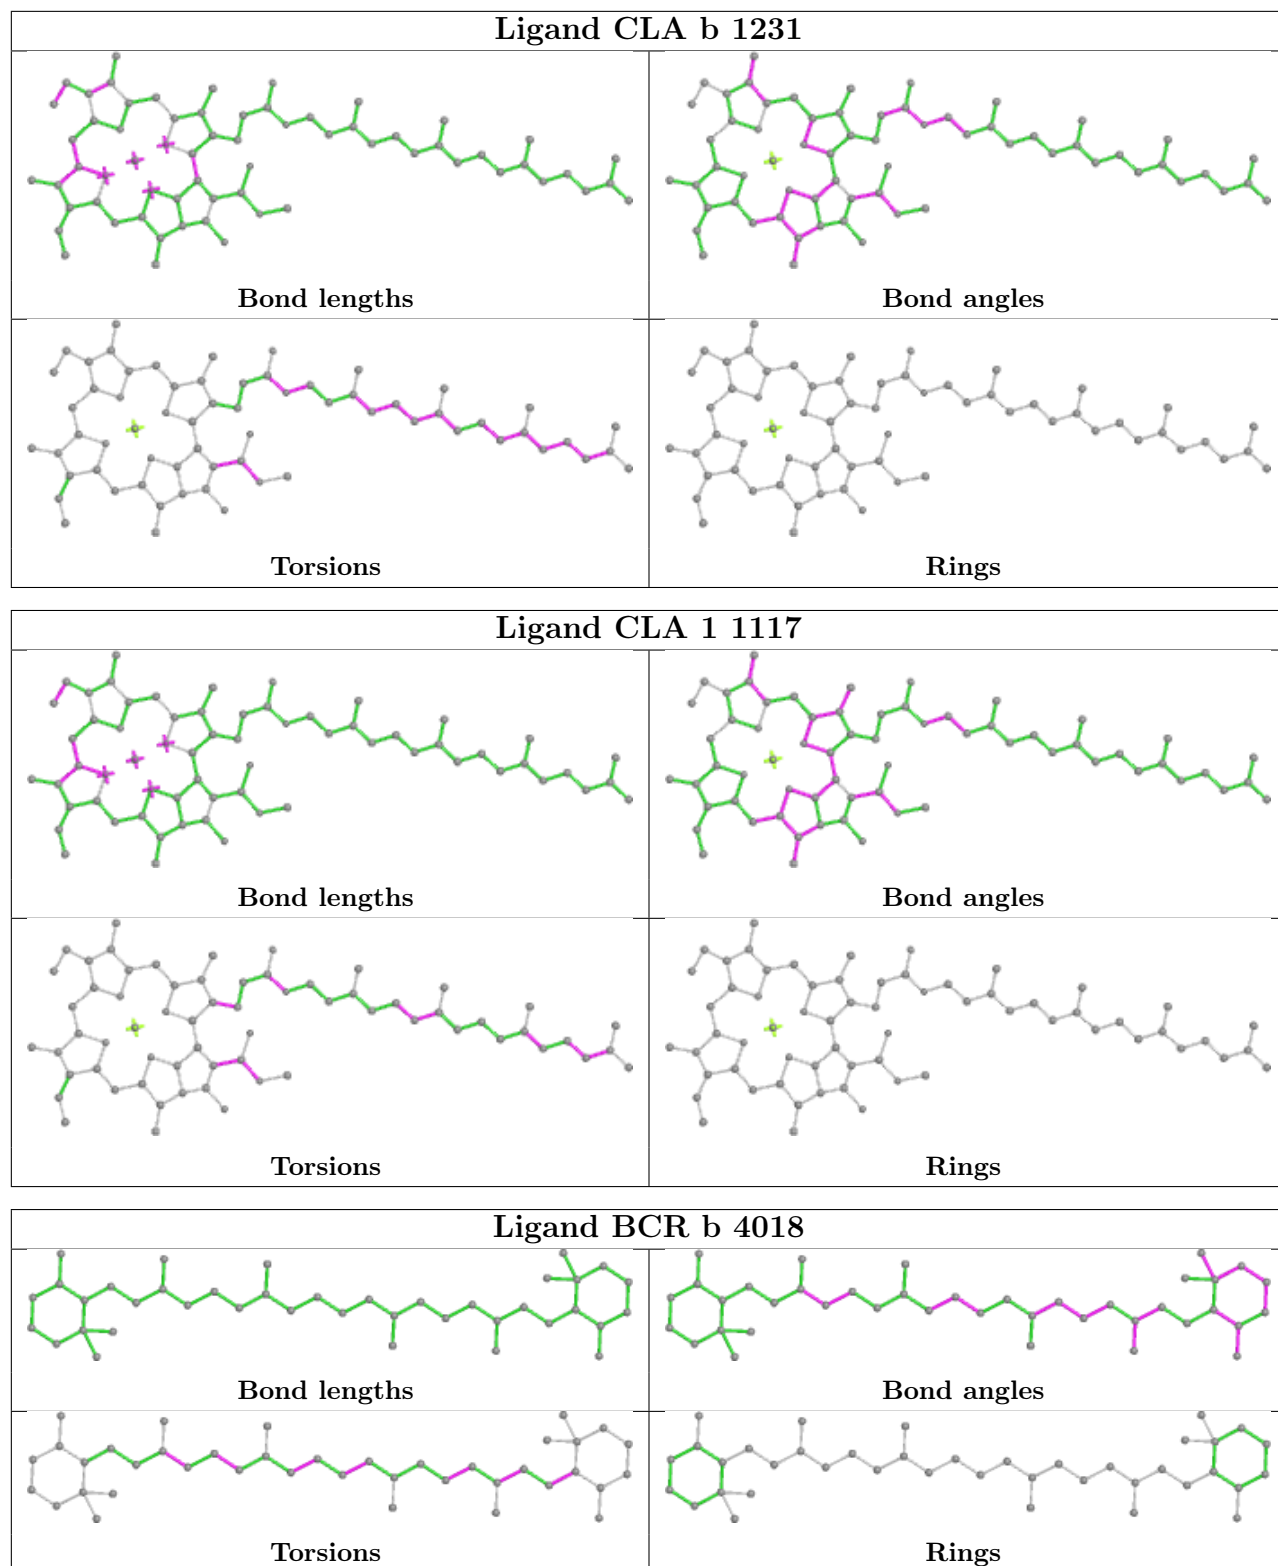 Ligand CLA b 1231
Bond lengths
Bond angles
Torsions
Rings
Ligand CLA 1 1117
Bond lengths
Bond angles
Torsions
Rings
Ligand BCR b 4018
Bond lengths
Bond angles
Torsions
Rings